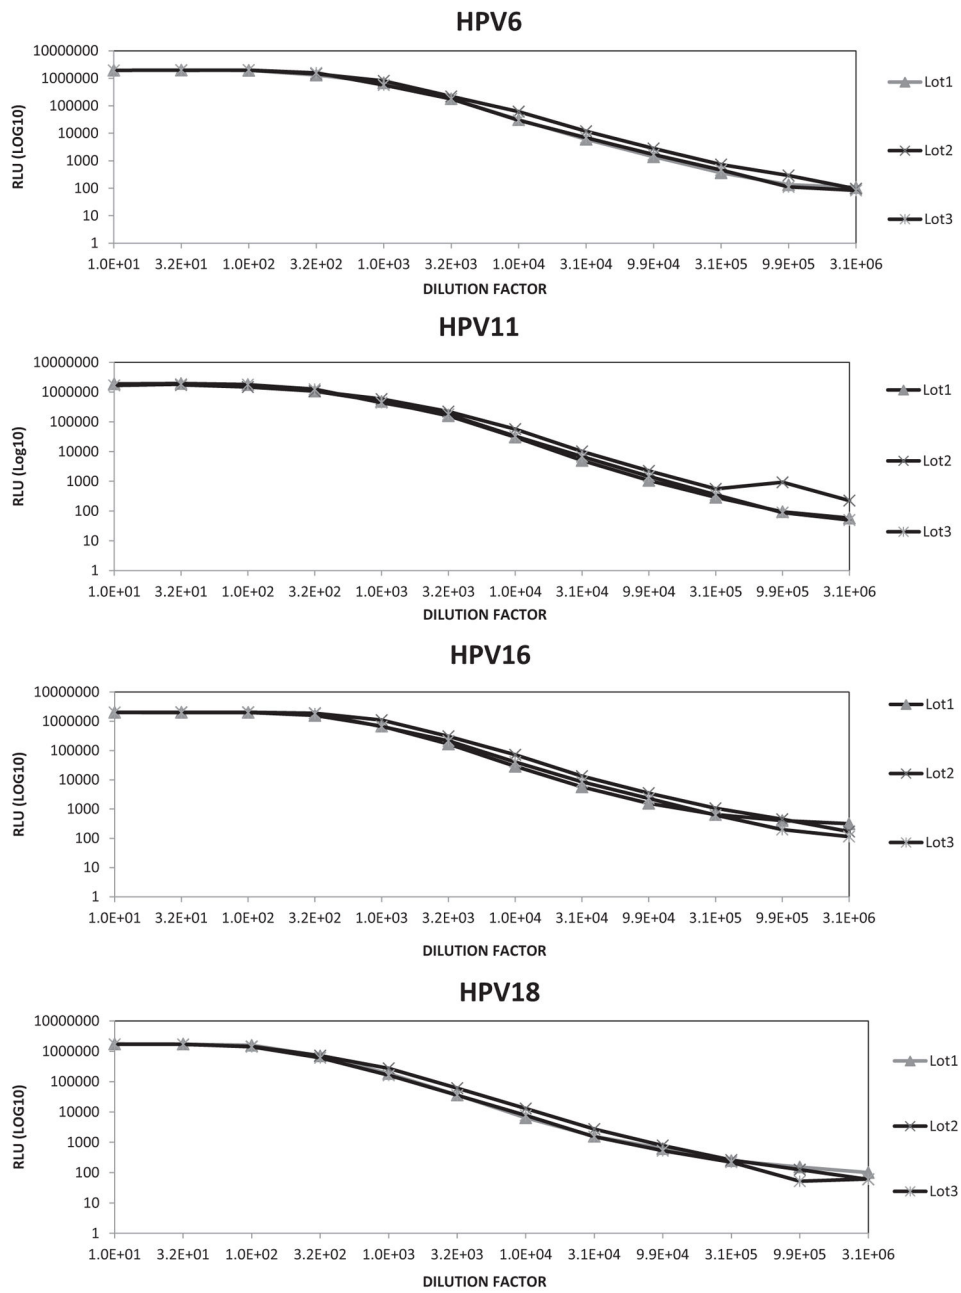 HPV6
10000000
1000000
100000
10000
1000
100
10
1
RLU (LOG10)
1.0E+01 3.2E+01 1.0E+02 3.2E+02 1.0E+03 3.2E+03 1.0E+04 3.1E+04 9.9E+04 3.1E+05 9.9E+05 3.1E+06
DILUTION FACTOR
Lot1
Lot2
Lot3
HPV11
10000000
1000000
100000
10000
1000
100
10
1
RLU (Log10)
1.0E+01 3.2E+01 1.0E+02 3.2E+02 1.0E+03 3.2E+03 1.0E+04 3.1E+04 9.9E+04 3.1E+05 9.9E+05 3.1E+06
DILUTION FACTOR
Lot1
Lot2
Lot3
HPV16
10000000
1000000
100000
10000
1000
100
10
1
RLU (LOG10)
1.0E+01 3.2E+01 1.0E+02 3.2E+02 1.0E+03 3.2E+03 1.0E+04 3.1E+04 9.9E+04 3.1E+05 9.9E+05 3.1E+06
DILUTION FACTOR
Lot1
Lot2
Lot3
HPV18
10000000
1000000
100000
10000
1000
100
10
1
RLU (LOG10)
1.0E+01 3.2E+01 1.0E+02 3.2E+02 1.0E+03 3.2E+03 1.0E+04 3.1E+04 9.9E+04 3.1E+05 9.9E+05 3.1E+06
DILUTION FACTOR
Lot1
Lot2
Lot3